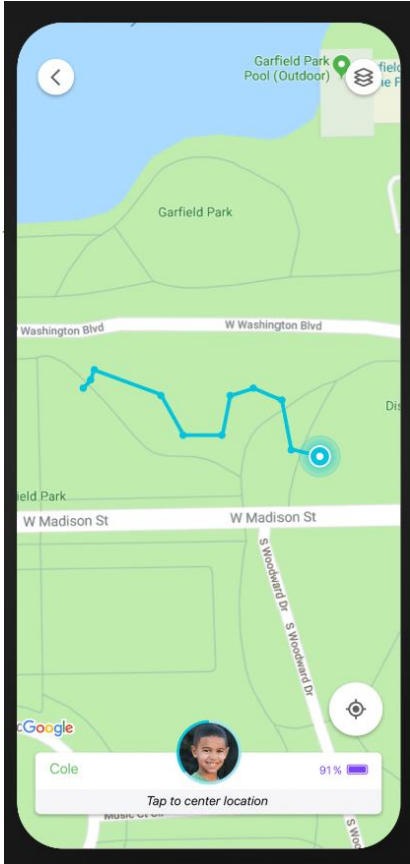 Garfield Park
Pool (Outdoor)
Garfield Park
Washington Blvd
W Washington Blvd
ield Park
W Madison St
W Madison St
S Woodward Dr
S Woodward Dr
Google
Cole
91%
Tap to center location